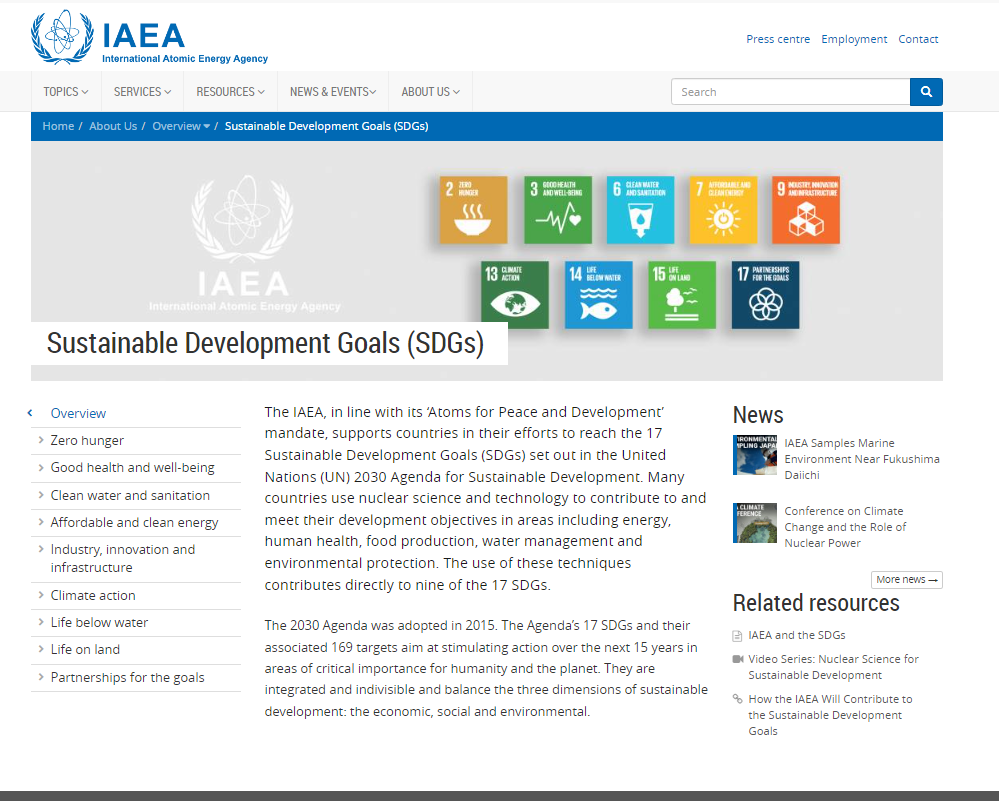 IAEA
International Atomic Energy Agency
Press centre Employment Contact
TOPICS SERVICES RESOURCES NEWS & EVENTS ABOUT US
Search
Home / About Us / Overview / Sustainable Development Goals (SDGs)
IAEA
International Atomic Energy Agency
2 ZERO HUNGER
3 GOOD HEALTH AND WELL-BEING
6 CLEAN WATER AND SANITATION
7 AFFORDABLE AND CLEAN ENERGY
9 INDUSTRY, INNOVATION AND INFRASTRUCTURE
13 CLIMATE ACTION
14 LIFE BELOW WATER
15 LIFE ON LAND
17 PARTNERSHIPS FOR THE GOALS
Sustainable Development Goals (SDGs)
Overview
Zero hunger
Good health and well-being
Clean water and sanitation
Affordable and clean energy
Industry, innovation and
infrastructure
Climate action
Life below water
Life on land
Partnerships for the goals
The IAEA, in line with its ‘Atoms for Peace and Development’
mandate, supports countries in their efforts to reach the 17
Sustainable Development Goals (SDGs) set out in the United
Nations (UN) 2030 Agenda for Sustainable Development. Many
countries use nuclear science and technology to contribute to and
meet their development objectives in areas including energy,
human health, food production, water management and
environmental protection. The use of these techniques
contributes directly to nine of the 17 SDGs.
The 2030 Agenda was adopted in 2015. The Agenda’s 17 SDGs and their
associated 169 targets aim at stimulating action over the next 15 years in
areas of critical importance for humanity and the planet. They are
integrated and indivisible and balance the three dimensions of sustainable
development: the economic, social and environmental.
News
IRONMENTAL
MPLING JAPA
IAEA Samples Marine
Environment Near Fukushima
Daiichi
CLIMATE
FERENCE
Conference on Climate
Change and the Role of
Nuclear Power
More news →
Related resources
IAEA and the SDGs
Video Series: Nuclear Science for
Sustainable Development
How the IAEA Will Contribute to
the Sustainable Development
Goals